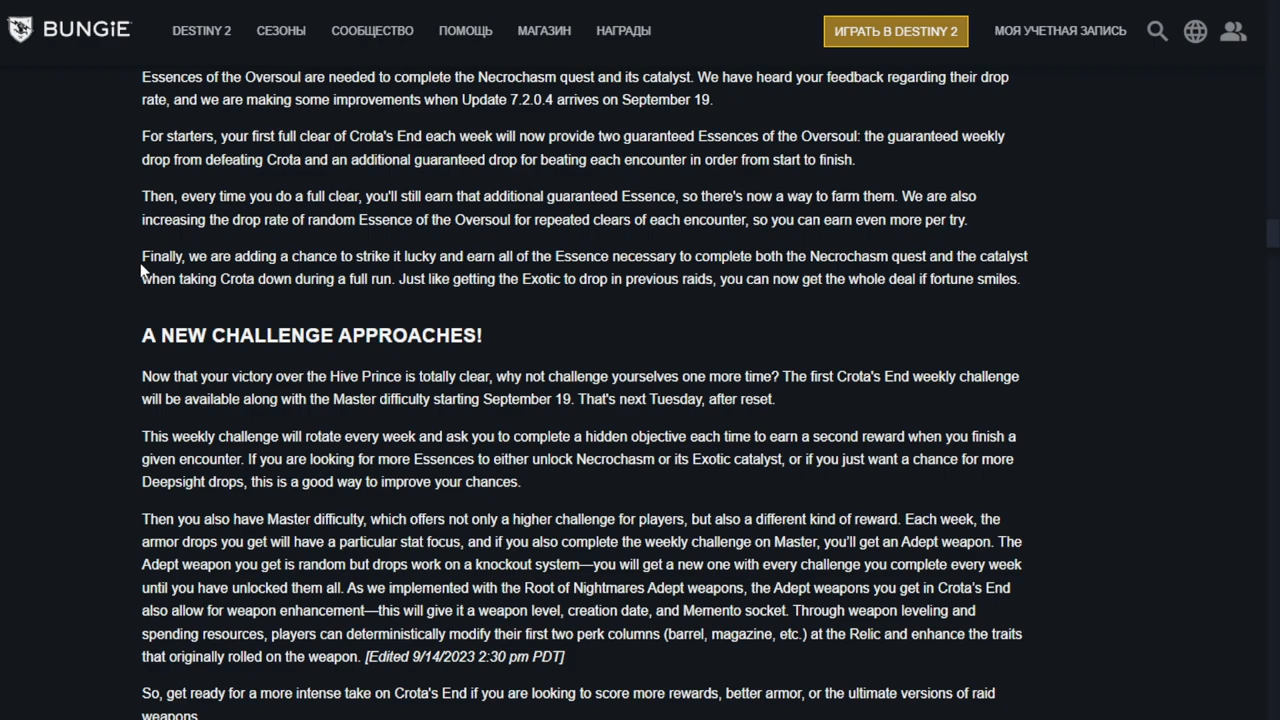 BUNGiE
DESTINY 2 СЕЗОНЫ СООБЩЕСТВО ПОМОЩЬ МАГАЗИН НАГРАДЫ ИГРАТЬ В DESTINY 2 МОЯ УЧЕТНАЯ ЗАПИСЬ
Essences of the Oversoul are needed to complete the Necrochasm quest and its catalyst. We have heard your feedback regarding their drop
rate, and we are making some improvements when Update 7.2.0.4 arrives on September 19.
For starters, your first full clear of Crota's End each week will now provide two guaranteed Essences of the Oversoul: the guaranteed weekly
drop from defeating Crota and an additional guaranteed drop for beating each encounter in order from start to finish.
Then, every time you do a full clear, you'll still earn that additional guaranteed Essence, so there's now a way to farm them. We are also
increasing the drop rate of random Essence of the Oversoul for repeated clears of each encounter, so you can earn even more per try.
Finally, we are adding a chance to strike it lucky and earn all of the Essence necessary to complete both the Necrochasm quest and the catalyst
when taking Crota down during a full run. Just like getting the Exotic to drop in previous raids, you can now get the whole deal if fortune smiles.
A NEW CHALLENGE APPROACHES!
Now that your victory over the Hive Prince is totally clear, why not challenge yourselves one more time? The first Crota's End weekly challenge
will be available along with the Master difficulty starting September 19. That's next Tuesday, after reset.
This weekly challenge will rotate every week and ask you to complete a hidden objective each time to earn a second reward when you finish a
given encounter. If you are looking for more Essences to either unlock Necrochasm or its Exotic catalyst, or if you just want a chance for more
Deepsight drops, this is a good way to improve your chances.
Then you also have Master difficulty, which offers not only a higher challenge for players, but also a different kind of reward. Each week, the
armor drops you get will have a particular stat focus, and if you also complete the weekly challenge on Master, you'll get an Adept weapon. The
Adept weapon you get is random but drops work on a knockout system—you will get a new one with every challenge you complete every week
until you have unlocked them all. As we implemented with the Root of Nightmares Adept weapons, the Adept weapons you get in Crota's End
also allow for weapon enhancement—this will give it a weapon level, creation date, and Memento socket. Through weapon leveling and
spending resources, players can deterministically modify their first two perk columns (barrel, magazine, etc.) at the Relic and enhance the traits
that originally rolled on the weapon. [Edited 9/14/2023 2:30 pm PDT]
So, get ready for a more intense take on Crota's End if you are looking to score more rewards, better armor, or the ultimate versions of raid
weapons.